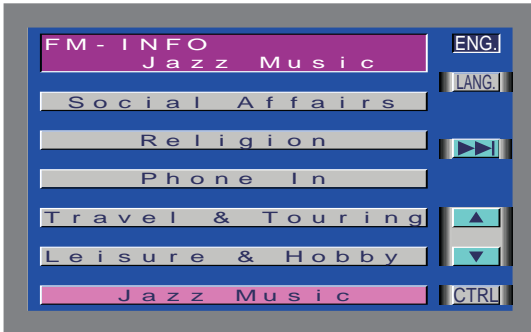 FM-INFO
Jazz Music
ENG.
LANG.
Social Affairs
Religion
Phone In
Travel & Touring
Leisure & Hobby
Jazz Music
CTRL